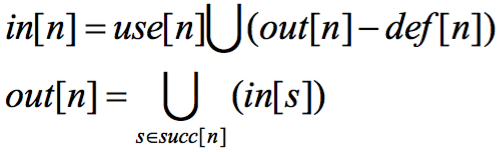 in[n] = use[n]⋃(out[n] − def[n])
out[n] = ⋃ (in[s])
s∈succ[n]